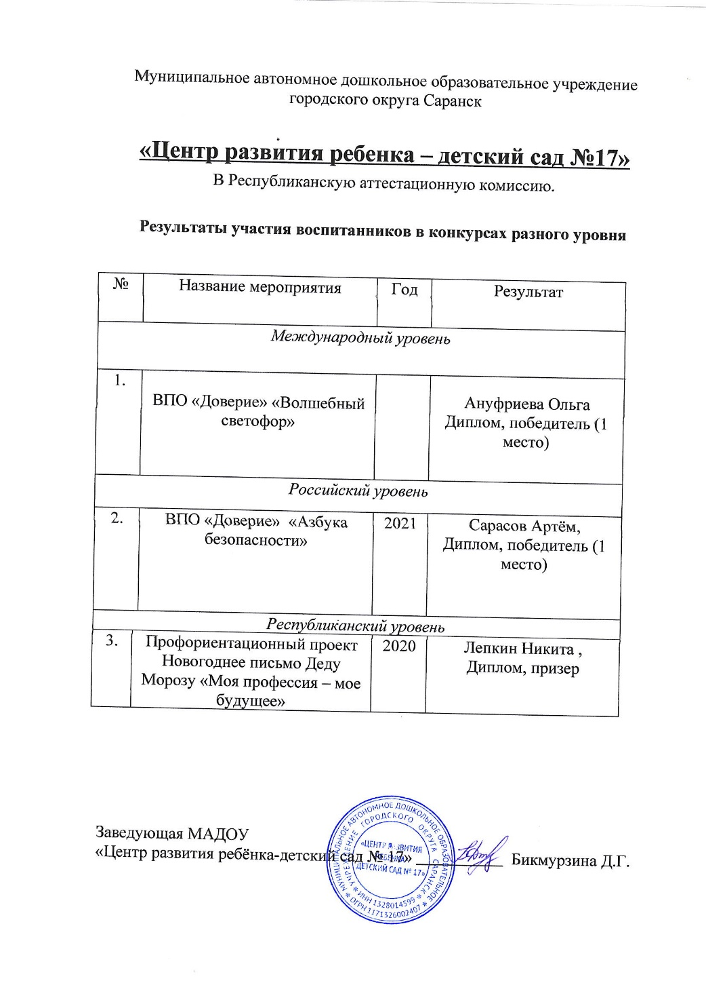 Муниципальное автономное дошкольное образовательное учреждение
городского округа Саранск
«Центр развития ребенка – детский сад №17»
В Республиканскую аттестационную комиссию.
Результаты участия воспитанников в конкурсах разного уровня
№ Название мероприятия Год Результат
Международный уровень
1.
ВПО «Доверие» «Волшебный
светофор»
Ануфриева Ольга
Диплом, победитель (1
место)
Российский уровень
2.
ВПО «Доверие» «Азбука
безопасности»
2021
Сарасов Артём,
Диплом, победитель (1
место)
Республиканский уровень
3.
Профориентационный проект
Новогоднее письмо Деду
Морозу «Моя профессия – мое
будущее»
2020
Лепкин Никита ,
Диплом, призер
Заведующая МАДОУ
«Центр развития ребёнка-детский сад № 17» ___________ Бикмурзина Д.Г.
МУНИЦИПАЛЬНОЕ АВТОНОМНОЕ ДОШКОЛЬНОЕ ОБРАЗОВАТЕЛЬНОЕ
УЧРЕЖДЕНИЕ ГОРОДСКОГО ОКРУГА САРАНСК
«ЦЕНТР РАЗВИТИЯ
РЕБЕНКА
ДЕТСКИЙ САД № 17»
ИНН 1328014599
ОГРН 1171326002407